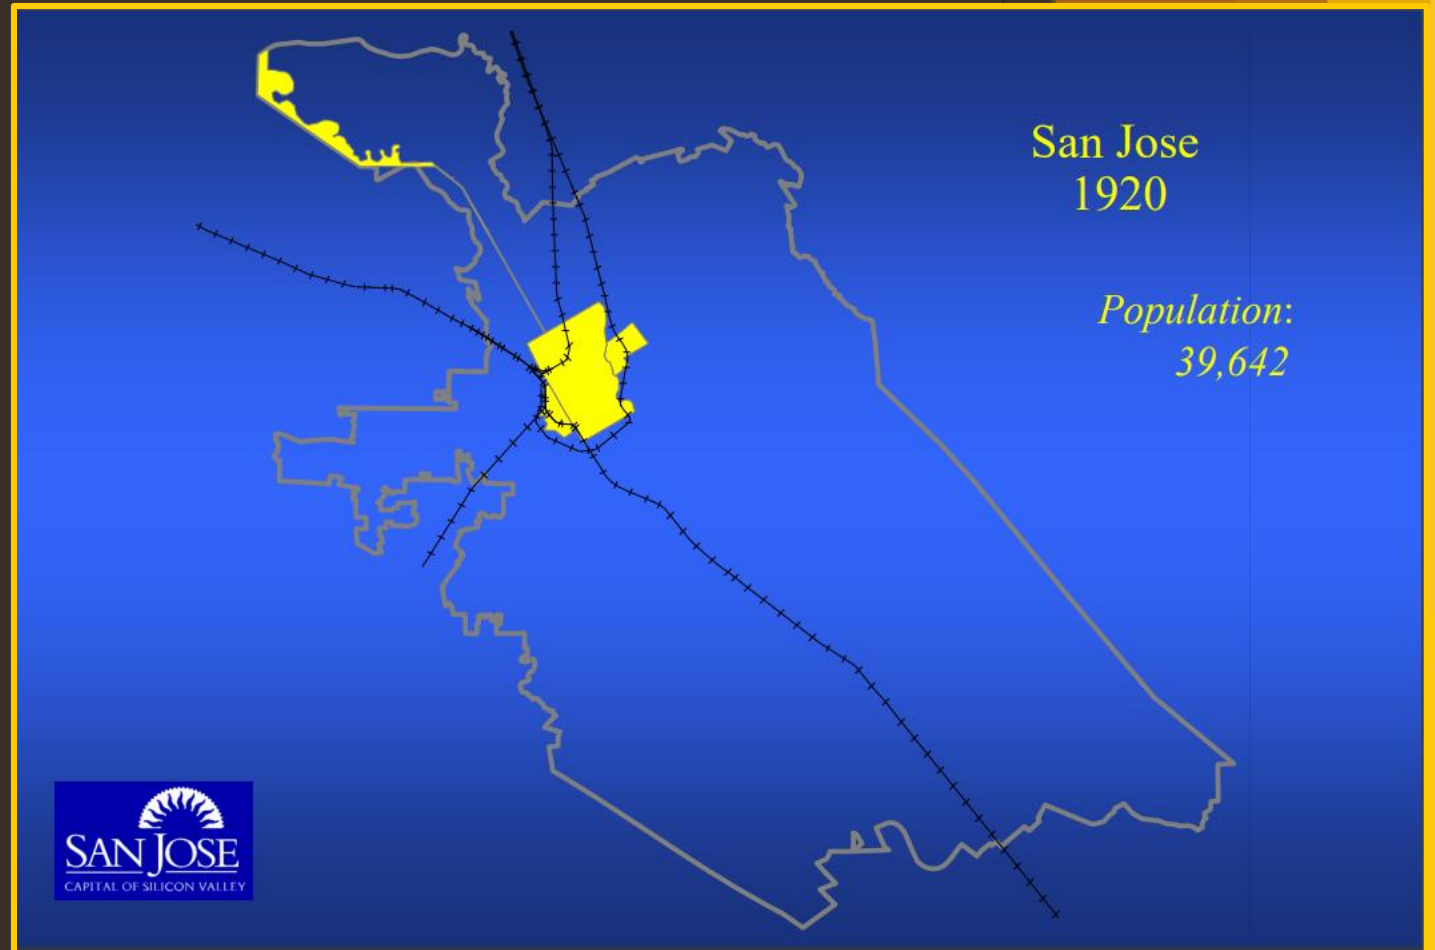 San Jose
1920
Population:
39,642
SAN JOSE
CAPITAL OF SILICON VALLEY